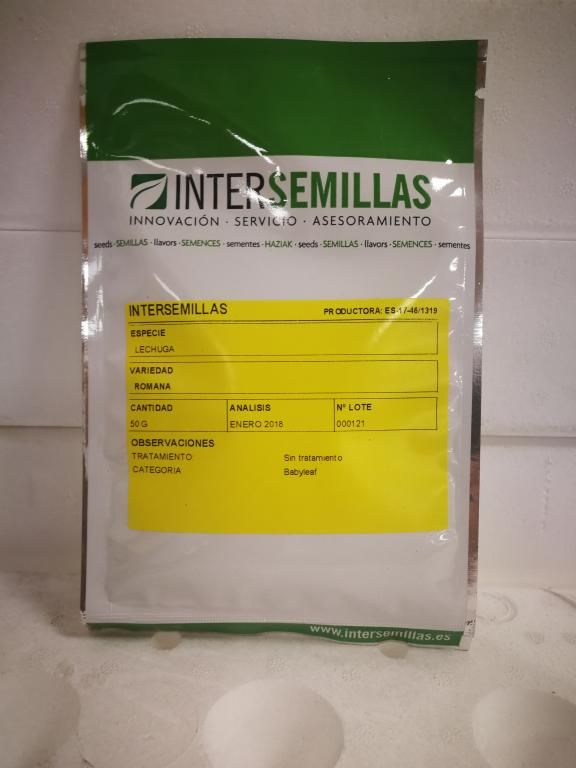 INTERSEMILLAS
INNOVACIÓN · SERVICIO · ASESORAMIENTO
seeds · SEMILLAS · llavors · SEMENCES · sementes · HAZIAK · seeds · SEMILLAS · llavors · SEMENCES · sementes
INTERSEMILLAS PRODUCTORA: ES-17-46/1319
ESPECIE
LECHUGA
VARIEDAD
ROMANA
CANTIDAD ANALISIS Nº LOTE
50 G ENERO 2018 000121
OBSERVACIONES
TRATAMIENTO Sin tratamiento
CATEGORIA Babyleaf
www.intersemillas.es